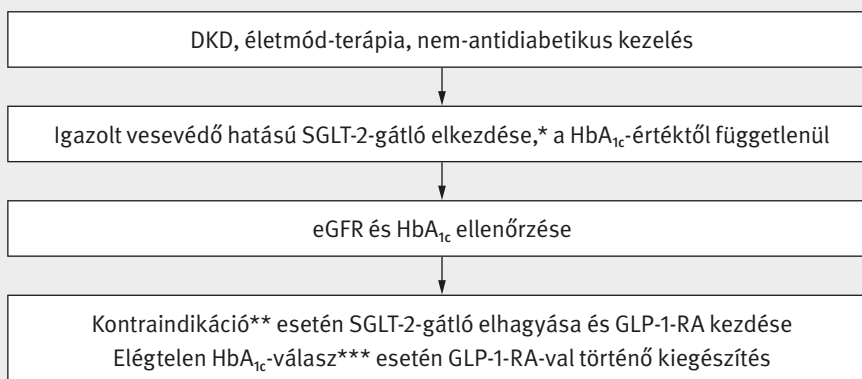 DKD, életmód-terápia, nem-antidiabetikus kezelés
Igazolt vesevédő hatású SGLT-2-gátló elkezdése,* a HbA₁c-értéktől függetlenül
eGFR és HbA₁c ellenőrzése
Kontraindikáció** esetén SGLT-2-gátló elhagyása és GLP-1-RA kezdése
Elégtelen HbA₁c-válasz*** esetén GLP-1-RA-val történő kiegészítés